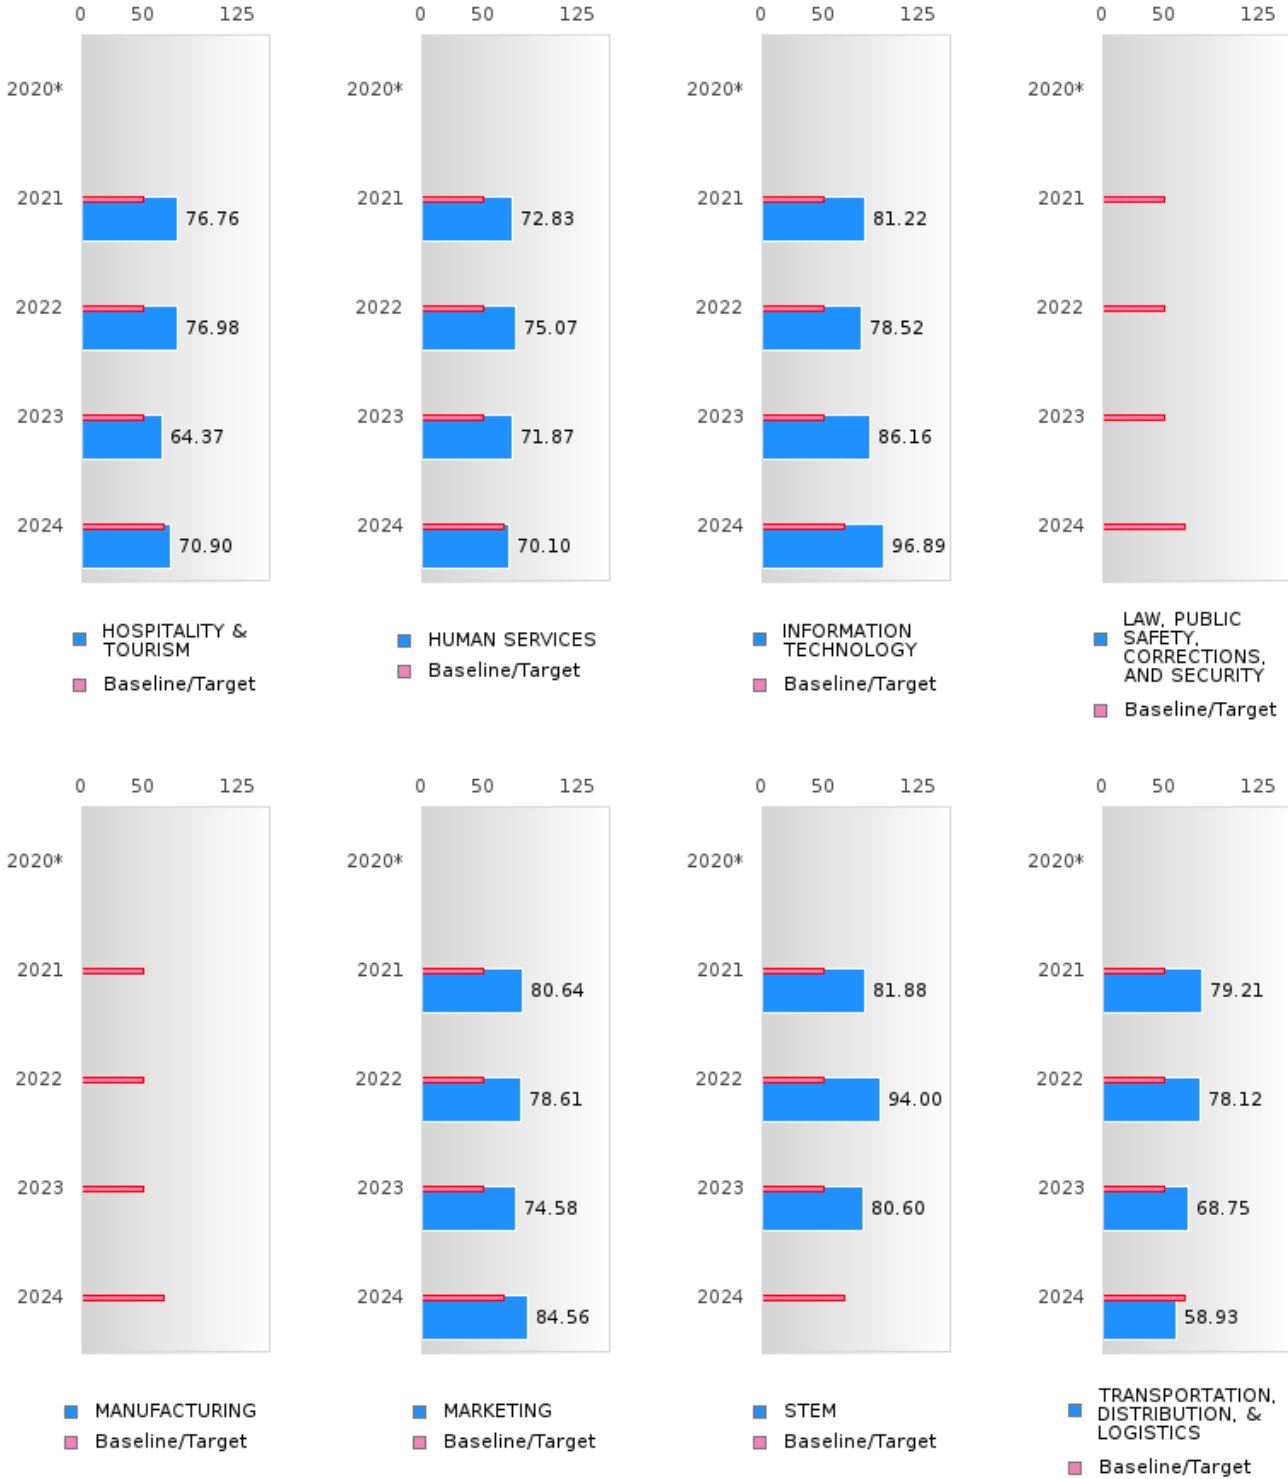 0 50 125
2020*
2021 76.76
2022 76.98
2023 64.37
2024 70.90
HOSPITALITY &
TOURISM
Baseline/Target
0 50 125
2020*
2021 72.83
2022 75.07
2023 71.87
2024 70.10
HUMAN SERVICES
Baseline/Target
0 50 125
2020*
2021 81.22
2022 78.52
2023 86.16
2024 96.89
INFORMATION
TECHNOLOGY
Baseline/Target
0 50 125
2020*
2021
2022
2023
2024
LAW, PUBLIC
SAFETY,
CORRECTIONS,
AND SECURITY
Baseline/Target
0 50 125
2020*
2021
2022
2023
2024
MANUFACTURING
Baseline/Target
0 50 125
2020*
2021 80.64
2022 78.61
2023 74.58
2024 84.56
MARKETING
Baseline/Target
0 50 125
2020*
2021 81.88
2022 94.00
2023 80.60
2024
STEM
Baseline/Target
0 50 125
2020*
2021 79.21
2022 78.12
2023 68.75
2024 58.93
TRANSPORTATION,
DISTRIBUTION, &
LOGISTICS
Baseline/Target